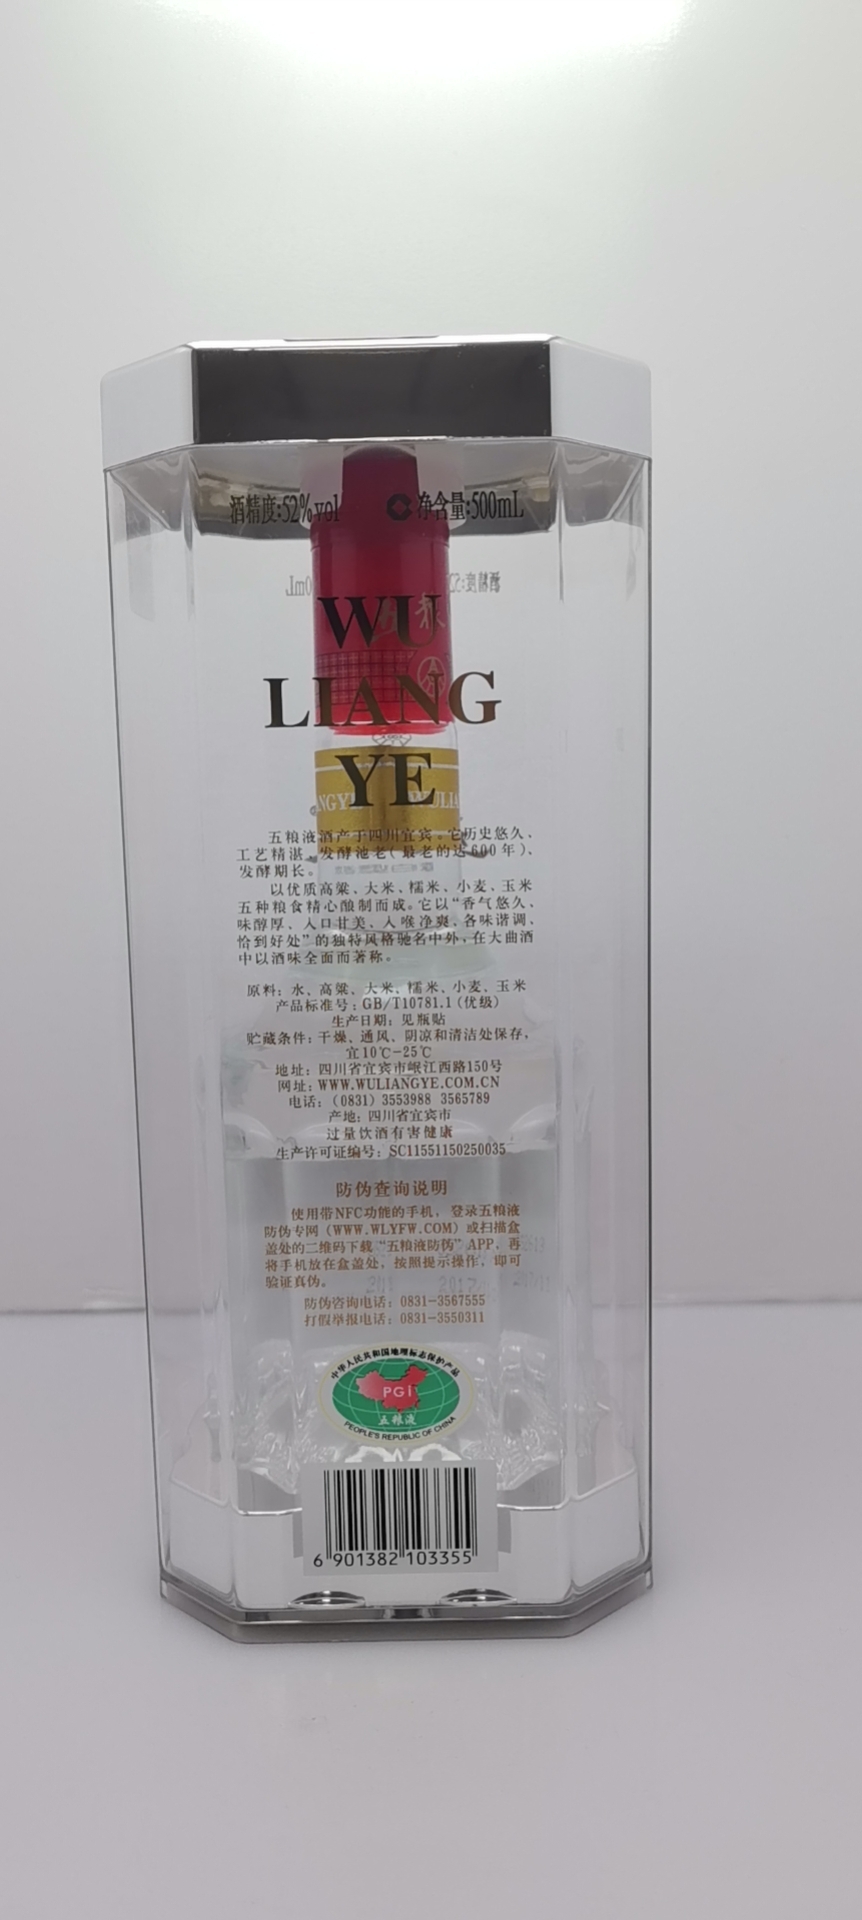 酒精度:52%vol 净含量:500mL
WU
LIANG
YE
五粮液酒产于四川宜宾。它历史悠久、
工艺精湛、发酵池老(最老的达600年)、
发酵期长。
以优质高粱、大米、糯米、小麦、玉米
五种粮食精心酿制而成。它以“香气悠久、
味醇厚、入口甘美、入喉净爽、各味谐调、
恰到好处”的独特风格驰名中外,在大曲酒
中以酒味全面而著称。
原料: 水、高粱、大米、糯米、小麦、玉米
产品标准号: GB/T10781.1(优级)
生产日期: 见瓶贴
贮藏条件: 干燥、通风、阴凉和清洁处保存,
宜10℃-25℃
地址: 四川省宜宾市岷江西路150号
网址: WWW.WULIANGYE.COM.CN
电话: (0831) 3553988 3565789
产地: 四川省宜宾市
过量饮酒有害健康
生产许可证编号: SC11551150250035
防伪查询说明
使用带NFC功能的手机, 登录五粮液
防伪专网 (WWW.WLYFW.COM) 或扫描盒
盖处的二维码下载“五粮液防伪”APP, 再
将手机放在盒盖处, 按照提示操作, 即可
验证真伪。
防伪咨询电话: 0831-3567555
打假举报电话: 0831-3550311
中华人民共和国地理标志保护产品
PGI
五粮液
PEOPLE'S REPUBLIC OF CHINA
6 901382 103355